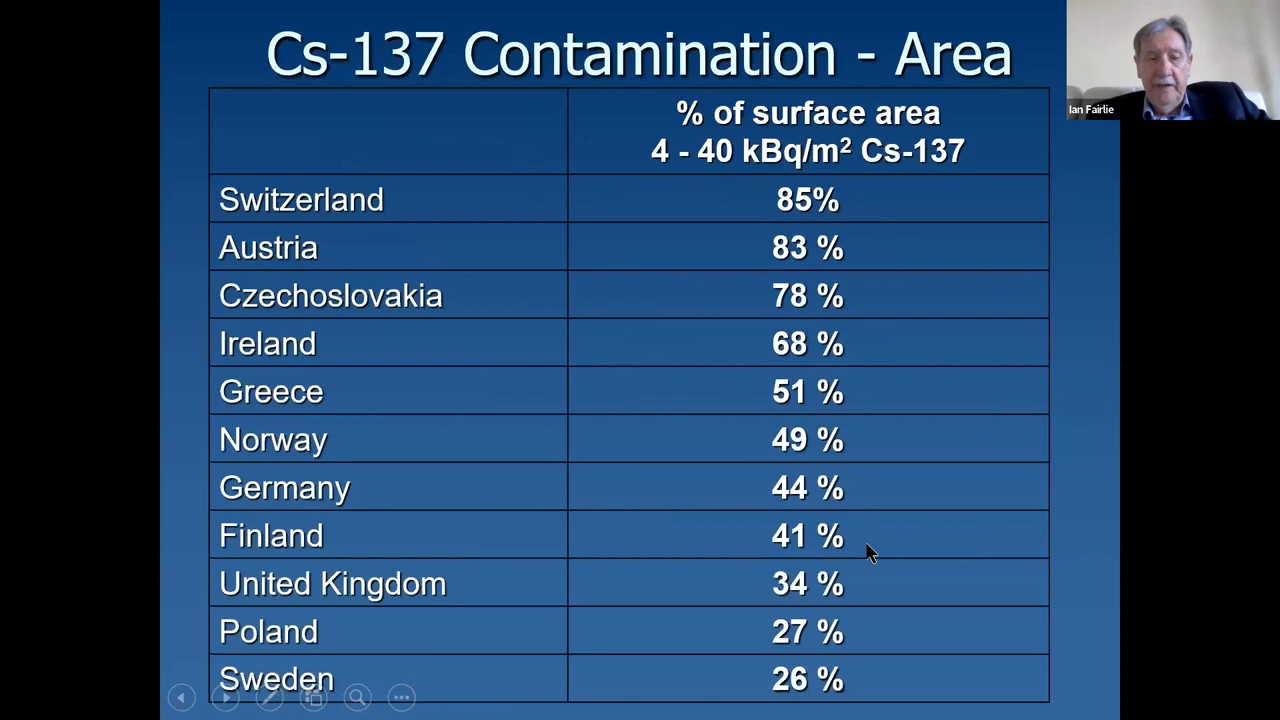 Cs-137 Contamination - Area
Ian Fairlie
% of surface area
4 - 40 kBq/m² Cs-137
Switzerland 85%
Austria 83 %
Czechoslovakia 78 %
Ireland 68 %
Greece 51 %
Norway 49 %
Germany 44 %
Finland 41 %
United Kingdom 34 %
Poland 27 %
Sweden 26 %